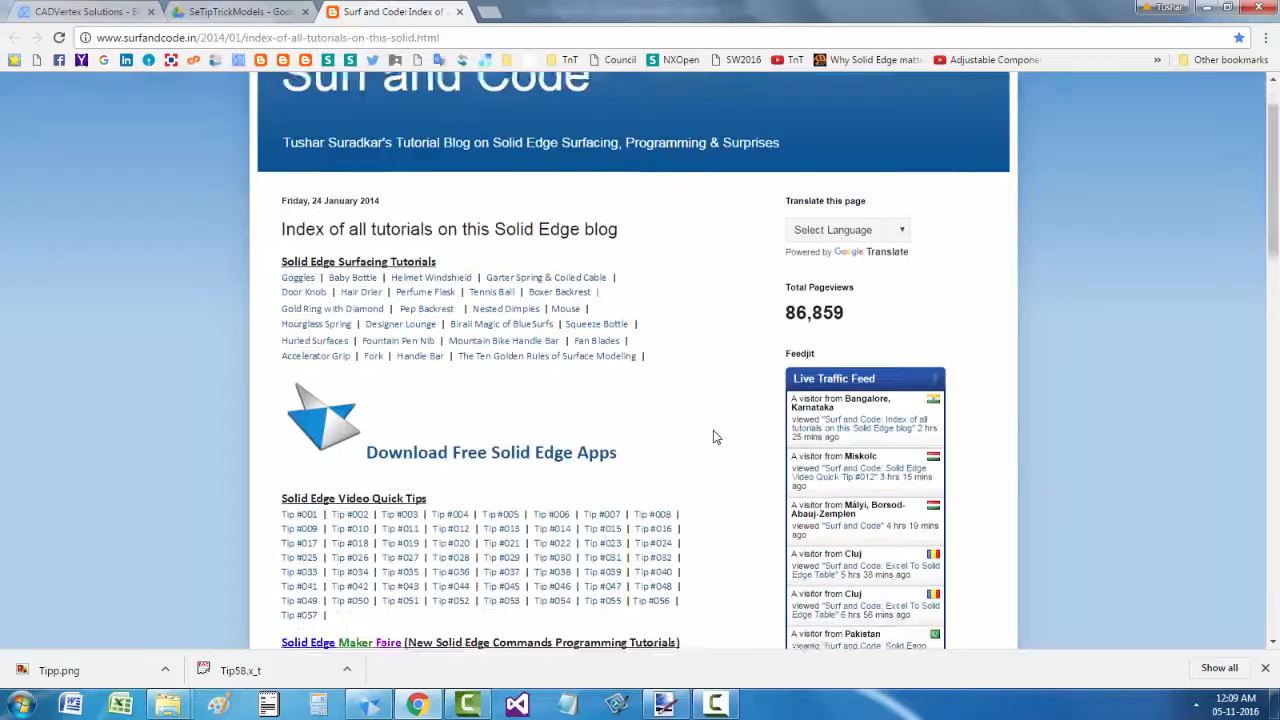 CADVertex Solutions - B
SeTipTrickModels - Goo
Surf and Code: Index of
Tushar
www.surfandcode.in/2014/01/index-of-all-tutorials-on-this-solid.html
TnT
Council
NXOpen
SW2016
TnT
Why Solid Edge matt
Adjustable Compone
»
Other bookmarks
Surf and Code
Tushar Suradkar's Tutorial Blog on Solid Edge Surfacing, Programming & Surprises
Friday, 24 January 2014
Index of all tutorials on this Solid Edge blog
Solid Edge Surfacing Tutorials
Goggles | Baby Bottle | Helmet Windshield | Garter Spring & Coiled Cable |
Door Knob | Hair Drier | Perfume Flask | Tennis Ball | Boxer Backrest |
Gold Ring with Diamond | Pep Backrest | Nested Dimples | Mouse |
Hourglass Spring | Designer Lounge | Birail Magic of BlueSurfs | Squeeze Bottle |
Hurled Surfaces | Fountain Pen Nib | Mountain Bike Handle Bar | Fan Blades |
Accelerator Grip | Fork | Handle Bar | The Ten Golden Rules of Surface Modeling |
Download Free Solid Edge Apps
Solid Edge Video Quick Tips
Tip #001 | Tip #002 | Tip #003 | Tip #004 | Tip #005 | Tip #006 | Tip #007 | Tip #008 |
Tip #009 | Tip #010 | Tip #011 | Tip #012 | Tip #013 | Tip #014 | Tip #015 | Tip #016 |
Tip #017 | Tip #018 | Tip #019 | Tip #020 | Tip #021 | Tip #022 | Tip #023 | Tip #024 |
Tip #025 | Tip #026 | Tip #027 | Tip #028 | Tip #029 | Tip #030 | Tip #031 | Tip #032 |
Tip #033 | Tip #034 | Tip #035 | Tip #036 | Tip #037 | Tip #038 | Tip #039 | Tip #040 |
Tip #041 | Tip #042 | Tip #043 | Tip #044 | Tip #045 | Tip #046 | Tip #047 | Tip #048 |
Tip #049 | Tip #050 | Tip #051 | Tip #052 | Tip #053 | Tip #054 | Tip #055 | Tip #056 |
Tip #057 |
Solid Edge Maker Faire (New Solid Edge Commands Programming Tutorials)
Translate this page
Select Language
Powered by Google Translate
Total Pageviews
86,859
Feedjit
Live Traffic Feed
A visitor from Bangalore,
Karnataka
viewed "Surf and Code: Index of all
tutorials on this Solid Edge blog" 2 hrs
25 mins ago
A visitor from Miskolc
viewed "Surf and Code: Solid Edge
Video Quick Tip #012" 3 hrs 15 mins
ago
A visitor from Mályi, Borsod-
Abauj-Zemplen
viewed "Surf and Code" 4 hrs 19 mins
ago
A visitor from Cluj
viewed "Surf and Code: Excel To Solid
Edge Table" 5 hrs 38 mins ago
A visitor from Cluj
viewed "Surf and Code: Excel To Solid
Edge Table" 6 hrs 56 mins ago
A visitor from Pakistan
viewed "Surf and Code: Solid Edge
Tipp.png
Tip58.x_t
Show all
12:09 AM
05-11-2016